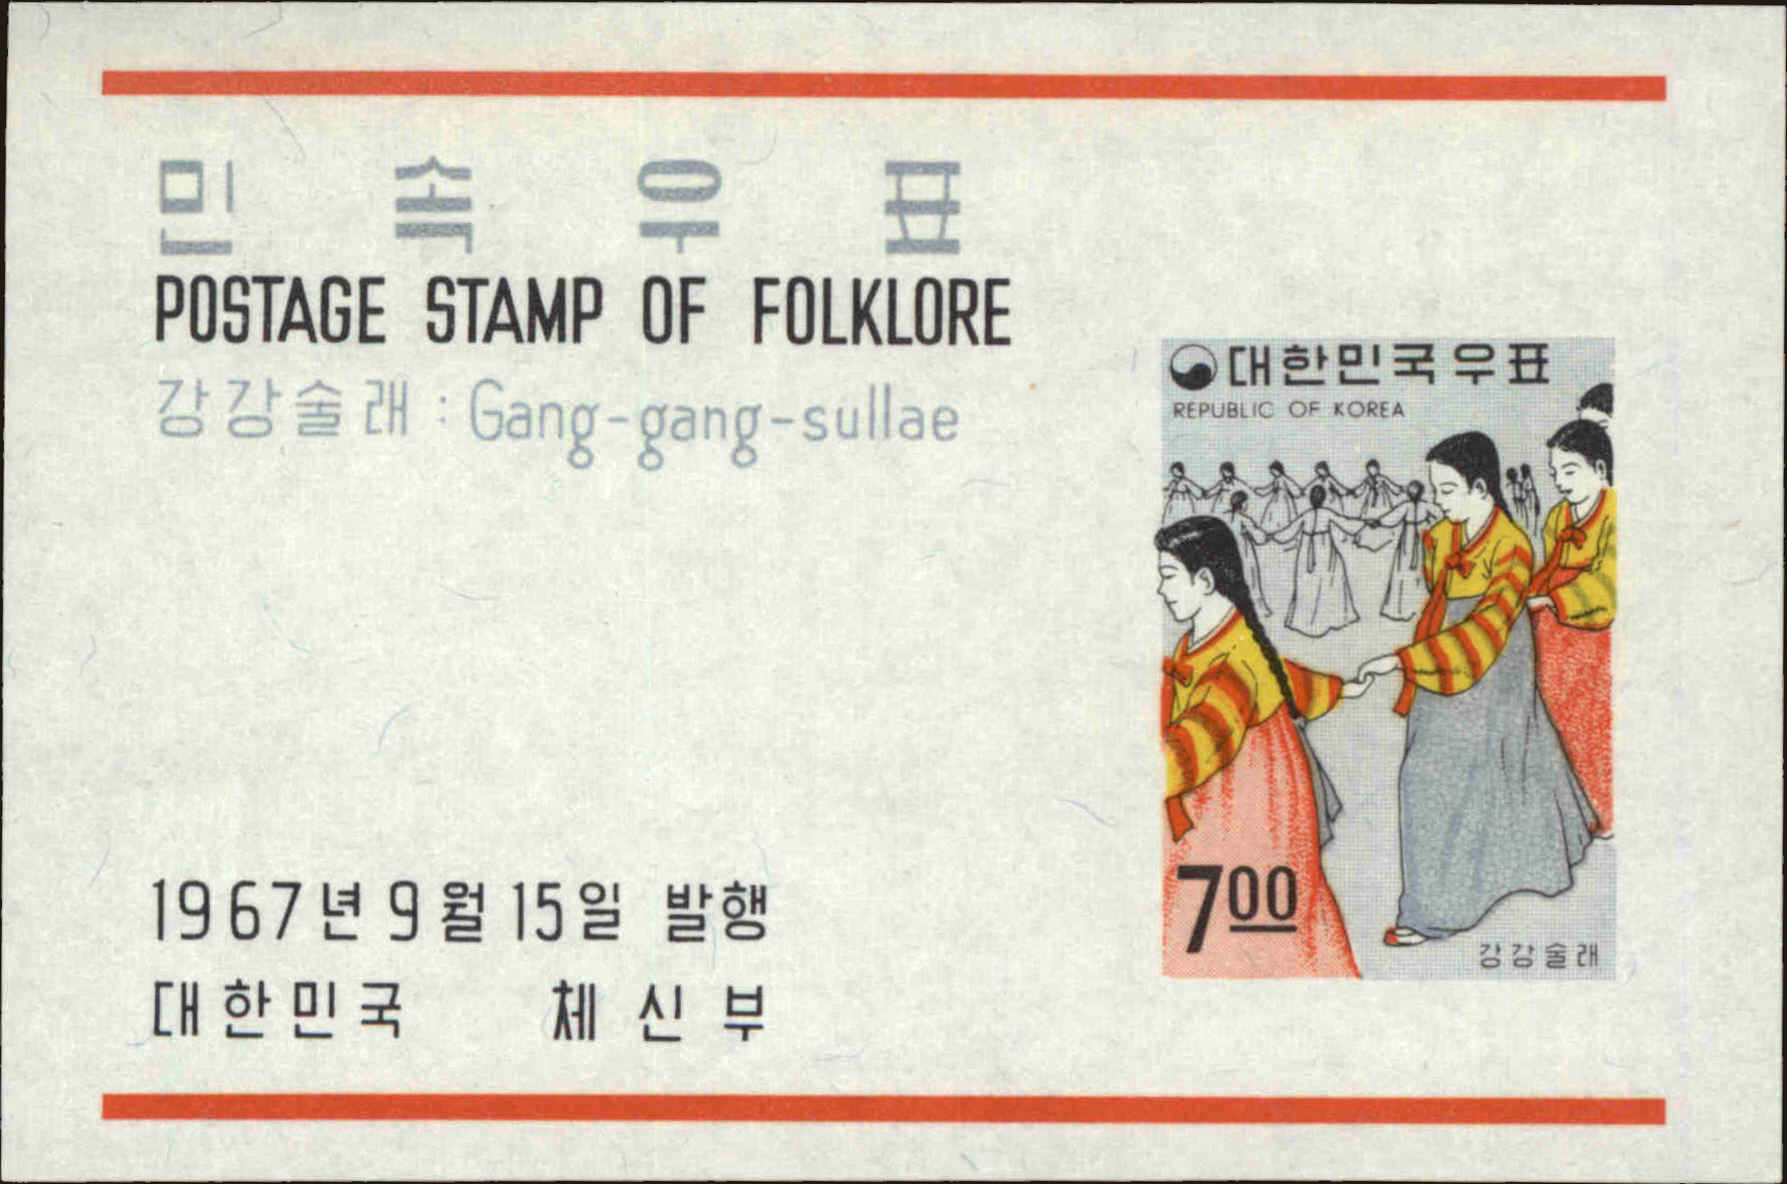 민 속 우 표
POSTAGE STAMP OF FOLKLORE
강강술래 : Gang-gang-sullae
대한민국우표
REPUBLIC OF KOREA
7 00
강강술래
1967년 9월 15일 발행
대한민국 체신부